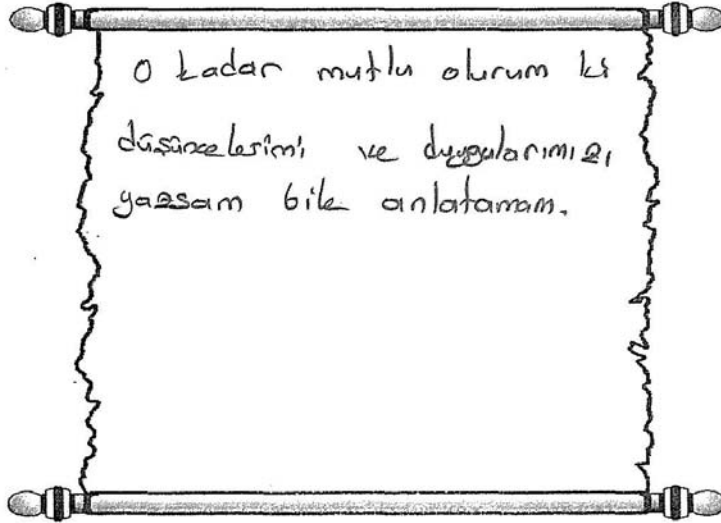 O kadar mutlu olurum ki
düşüncelerimi ve duygularımızı
yazsam bile anlatamam.